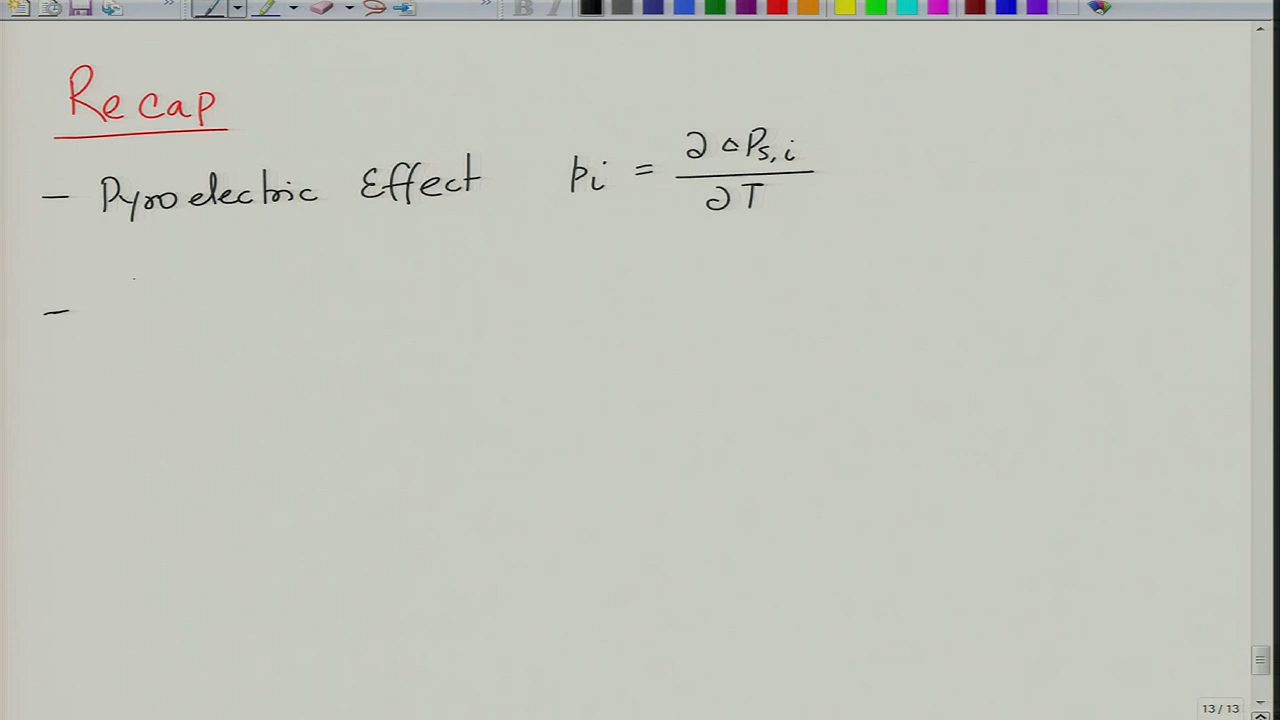 Recap
- Pyroelectric Effect pi = ∂ΔPs,i / ∂T
-
13 / 13